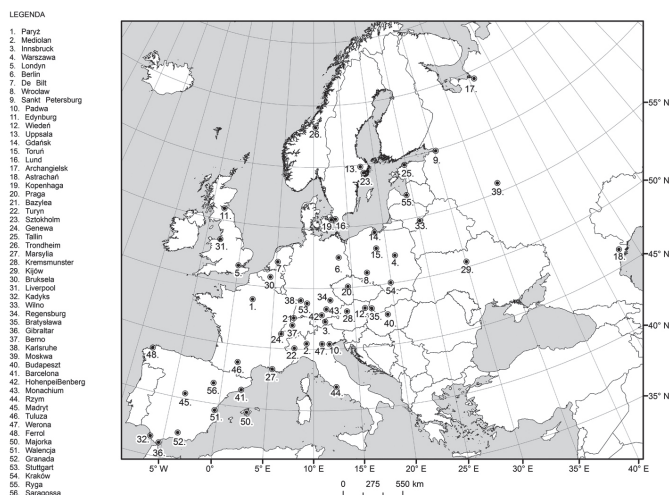 LEGENDA
1. Paryż
2. Mediolan
3. Innsbruck
4. Warszawa
5. Londyn
6. Berlin
7. De Bilt
8. Wrocław
9. Sankt Petersburg
10. Padwa
11. Edynburg
12. Wiedeń
13. Uppsala
14. Gdańsk
15. Toruń
16. Lund
17. Archangielsk
18. Astrachań
19. Kopenhaga
20. Praga
21. Bazylea
22. Turyn
23. Sztokholm
24. Genewa
25. Tallin
26. Trondheim
27. Marsylia
28. Kremsmunster
29. Kijów
30. Bruksela
31. Liverpool
32. Kadyks
33. Wilno
34. Regensburg
35. Bratysława
36. Gibraltar
37. Berno
38. Karlsruhe
39. Moskwa
40. Budapeszt
41. Barcelona
42. HohenpeiBenberg
43. Monachium
44. Rzym
45. Madryt
46. Tuluza
47. Werona
48. Ferrol
50. Majorka
51. Walencja
52. Granada
53. Stuttgart
54. Kraków
55. Ryga
56. Saragossa
17.
55° N
26.
9.
13.
25.
23.
39.
50° N
55.
11.
19.
16.
33.
31.
14.
45° N
15.
4.
29.
18.
5.
6.
30.
8.
54.
20.
38.
34.
53.
43.
12.
35.
42.
28.
40.
21.
3.
40° N
37.
24.
48.
22.
2.
47.
10.
46.
27.
56.
44.
45.
41.
35° N
51.
50.
32.
52.
36.
5° W
0°
5° E
10° E
15° E
20° E
25° E
30° E
35° E
40° E
0 275 550 km